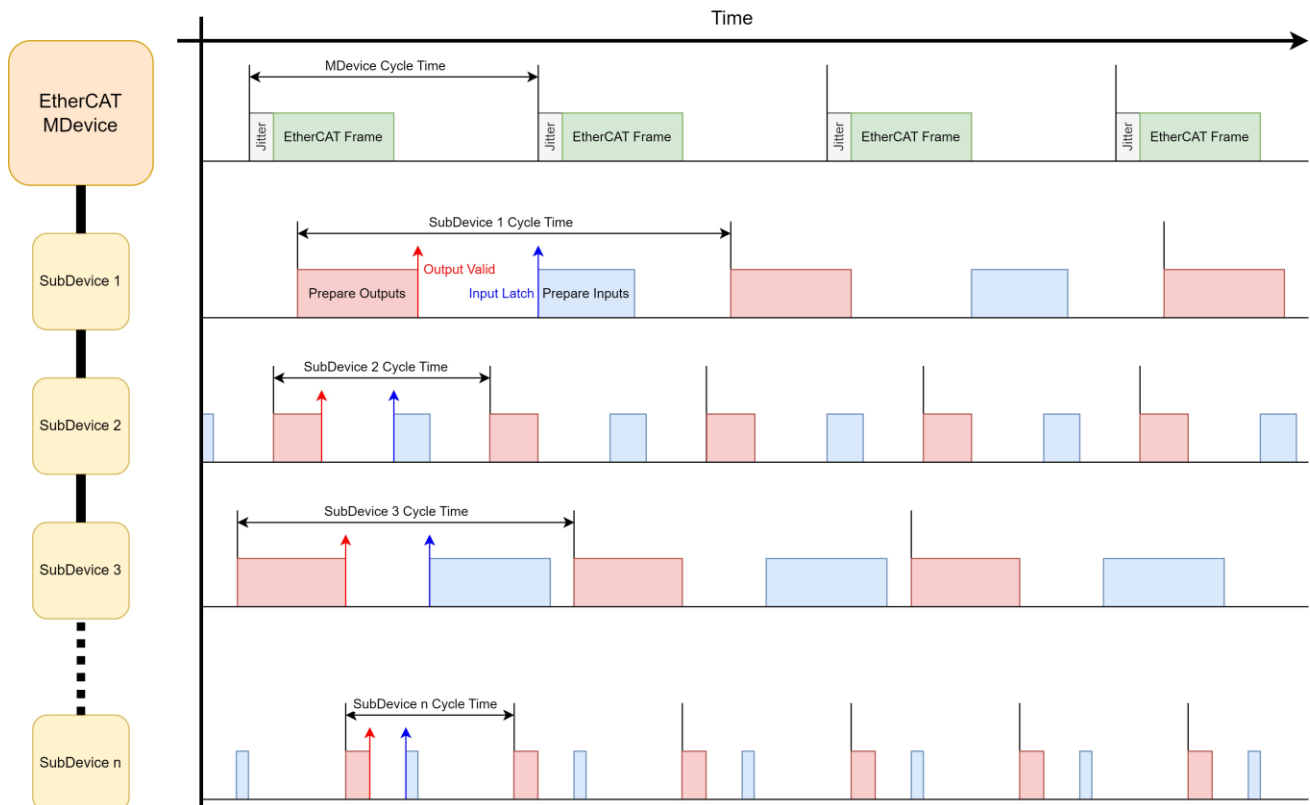 Time
EtherCAT
MDevice
MDevice Cycle Time
Jitter
EtherCAT Frame
Jitter
EtherCAT Frame
Jitter
EtherCAT Frame
Jitter
EtherCAT Frame
SubDevice 1
SubDevice 1 Cycle Time
Output Valid
Prepare Outputs
Input Latch
Prepare Inputs
SubDevice 2
SubDevice 2 Cycle Time
SubDevice 3
SubDevice 3 Cycle Time
SubDevice n
SubDevice n Cycle Time